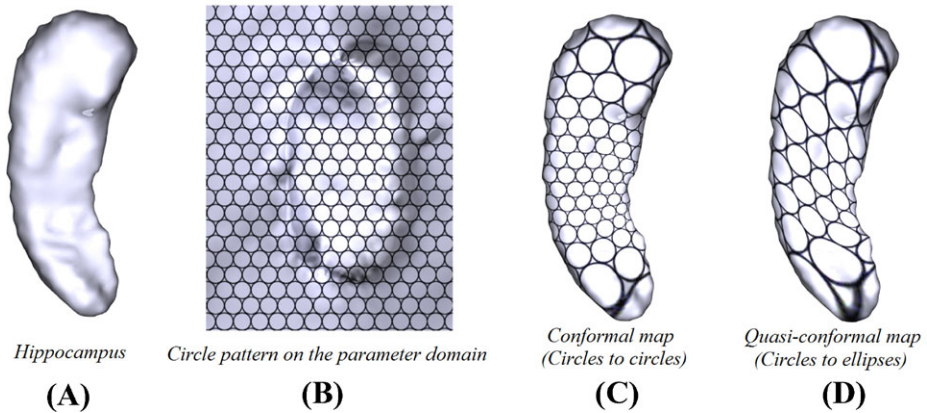 Hippocampus
Circle pattern on the parameter domain
Conformal map
(Circles to circles)
Quasi-conformal map
(Circles to ellipses)
(A)
(B)
(C)
(D)